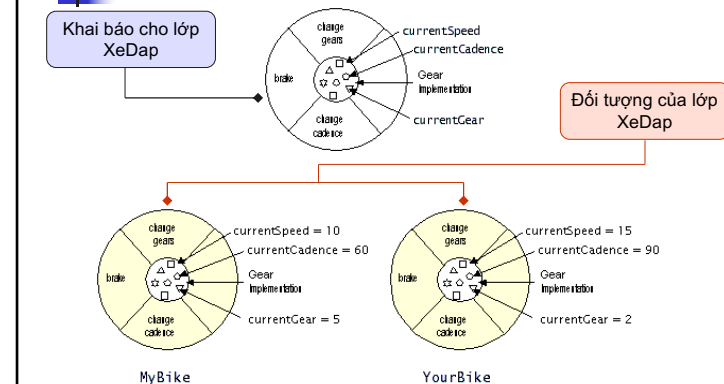 Khai báo cho lớp
XeDap
change
gears
brake
change
cadence
currentSpeed
currentCadence
Gear
Implementation
currentGear
Đối tượng của lớp
XeDap
change
gears
brake
change
cadence
currentSpeed = 10
currentCadence = 60
Gear
Implementation
currentGear = 5
MyBike
change
gears
brake
change
cadence
currentSpeed = 15
currentCadence = 90
Gear
Implementation
currentGear = 2
YourBike